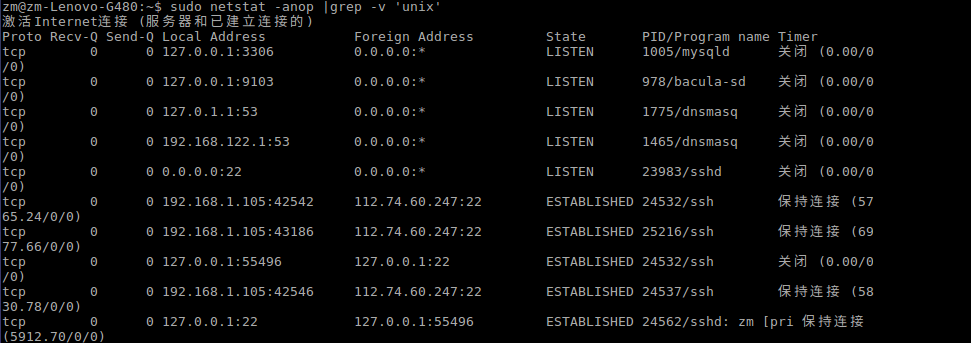 zm@zm-Lenovo-G480:~$ sudo netstat -anop |grep -v 'unix'
激活Internet连接 (服务器和已建立连接的)
Proto Recv-Q Send-Q Local Address           Foreign Address         State       PID/Program name Timer
tcp        0      0 127.0.0.1:3306          0.0.0.0:*               LISTEN      1005/mysqld      关闭 (0.00/0
/0)
tcp        0      0 127.0.0.1:9103          0.0.0.0:*               LISTEN      978/bacula-sd    关闭 (0.00/0
/0)
tcp        0      0 127.0.1.1:53            0.0.0.0:*               LISTEN      1775/dnsmasq     关闭 (0.00/0
/0)
tcp        0      0 192.168.122.1:53        0.0.0.0:*               LISTEN      1465/dnsmasq     关闭 (0.00/0
/0)
tcp        0      0 0.0.0.0:22              0.0.0.0:*               LISTEN      23983/sshd       关闭 (0.00/0
/0)
tcp        0      0 192.168.1.105:42542     112.74.60.247:22        ESTABLISHED 24532/ssh        保持连接 (57
65.24/0/0)
tcp        0      0 192.168.1.105:43186     112.74.60.247:22        ESTABLISHED 25216/ssh        保持连接 (69
77.66/0/0)
tcp        0      0 127.0.0.1:55496         127.0.0.1:22            ESTABLISHED 24532/ssh        关闭 (0.00/0
/0)
tcp        0      0 192.168.1.105:42546     112.74.60.247:22        ESTABLISHED 24537/ssh        保持连接 (58
30.78/0/0)
tcp        0      0 127.0.0.1:22            127.0.0.1:55496         ESTABLISHED 24562/sshd: zm [pri 保持连接
(5912.70/0/0)